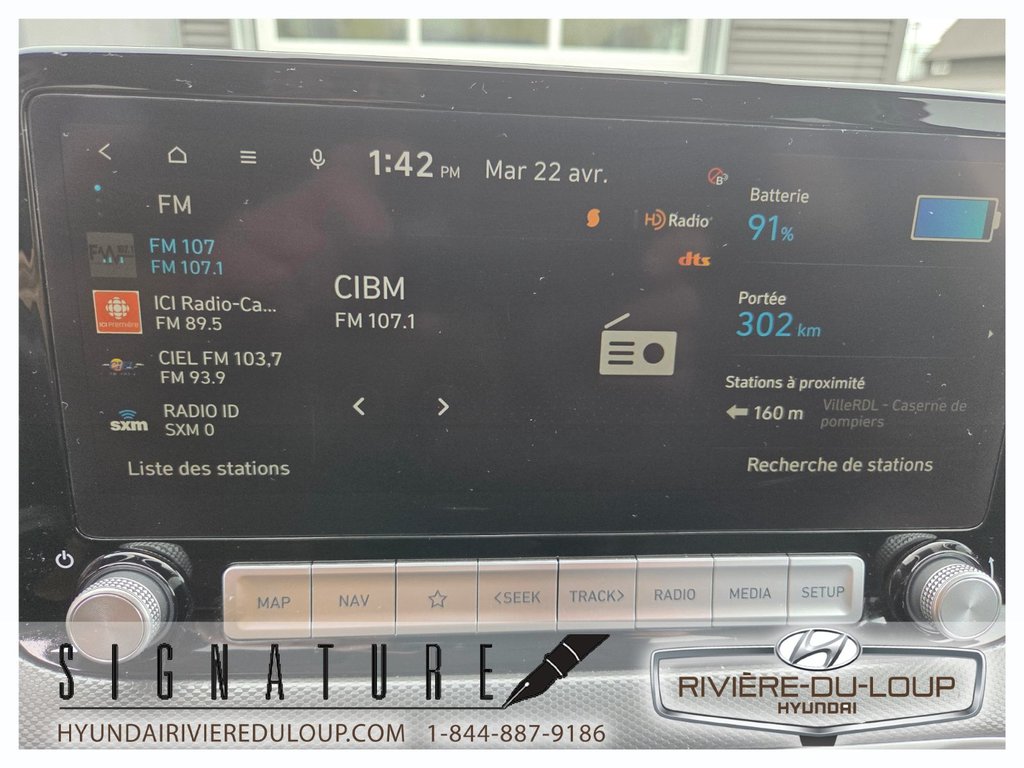 1:42 PM Mar 22 avr.
FM
FM 107
FM 107.1
ICI Radio-Ca...
FM 89.5
CIEL FM 103,7
FM 93.9
sxm
RADIO ID
SXM 0
Liste des stations
CIBM
FM 107.1
HD Radio
dts
Batterie
91%
Portée
302 km
Stations à proximité
160 m
VilleRDL - Caserne de
pompiers
Recherche de stations
MAP NAV <SEEK TRACK> RADIO MEDIA SETUP
SIGNATURE
HYUNDAIRIVIEREDULOUP.COM 1-844-887-9186
RIVIÈRE-DU-LOUP
HYUNDAI